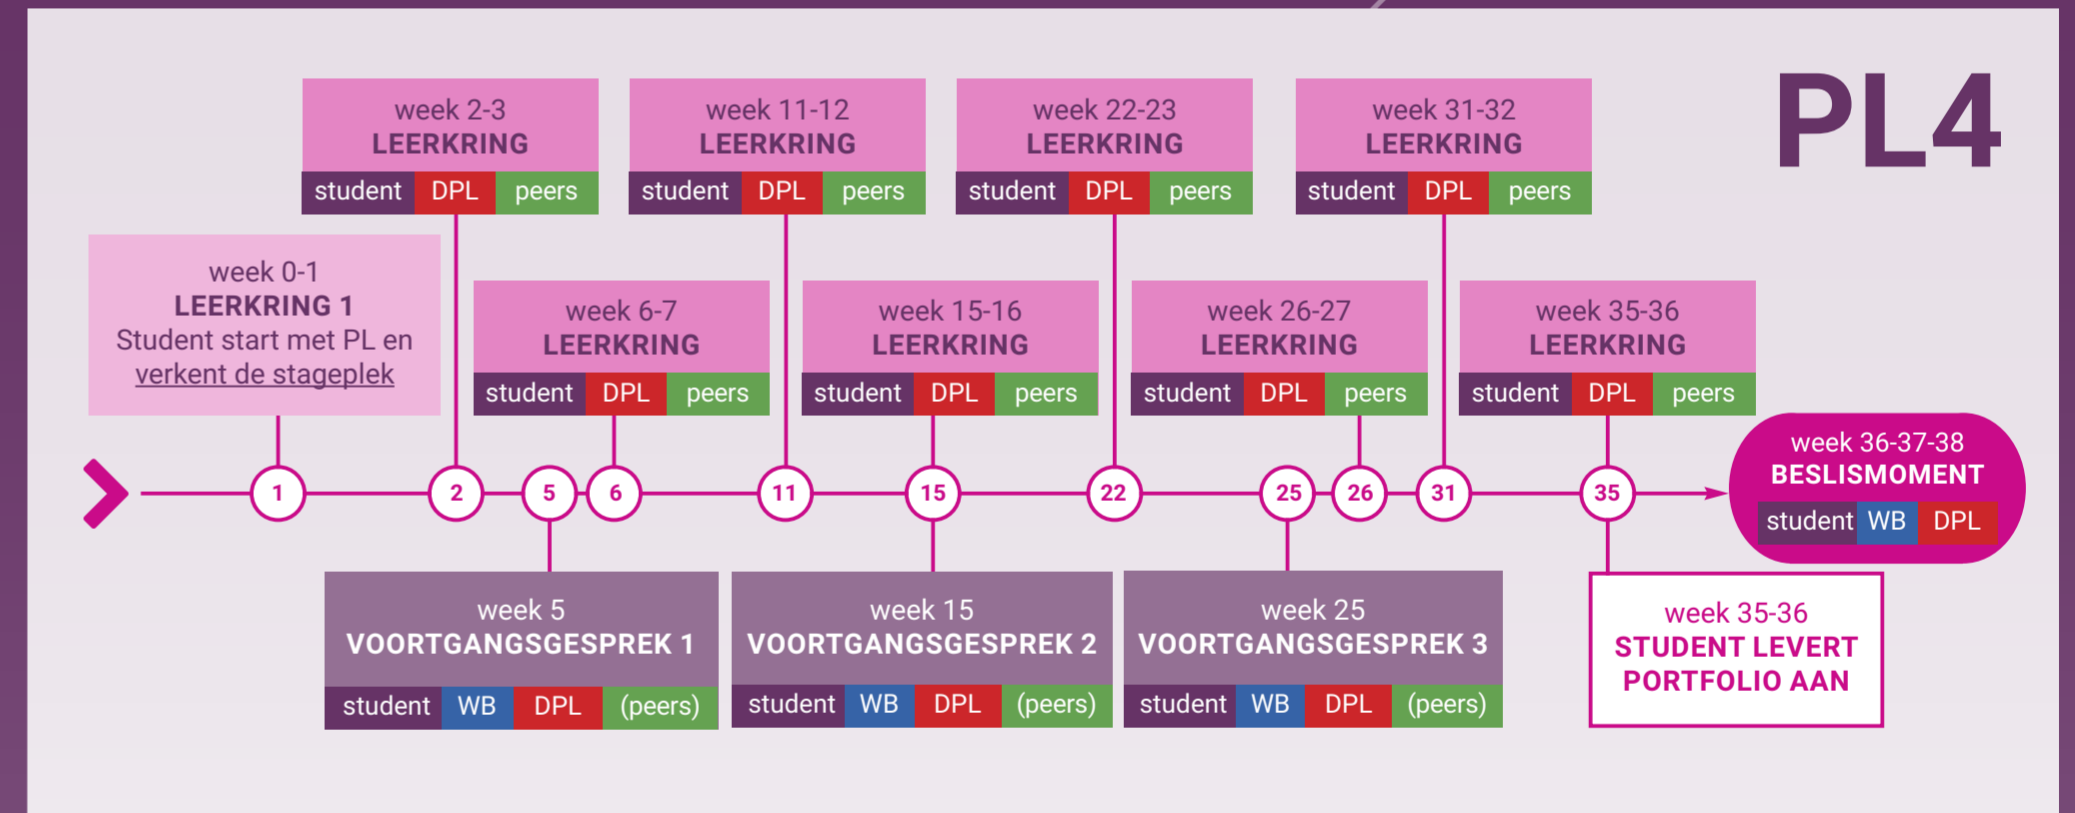 PL4
week 0-1
LEERKRING 1
Student start met PL en
verkent de stageplek
week 2-3
LEERKRING
student DPL peers
week 6-7
LEERKRING
student DPL peers
week 11-12
LEERKRING
student DPL peers
week 15-16
LEERKRING
student DPL peers
week 22-23
LEERKRING
student DPL peers
week 26-27
LEERKRING
student DPL peers
week 31-32
LEERKRING
student DPL peers
week 35-36
LEERKRING
student DPL peers
1 2 5 6 11 15 22 25 26 31 35
week 36-37-38
BESLISMOMENT
student WB DPL
week 5
VOORTGANGSGESPREK 1
student WB DPL (peers)
week 15
VOORTGANGSGESPREK 2
student WB DPL (peers)
week 25
VOORTGANGSGESPREK 3
student WB DPL (peers)
week 35-36
STUDENT LEVERT
PORTFOLIO AAN